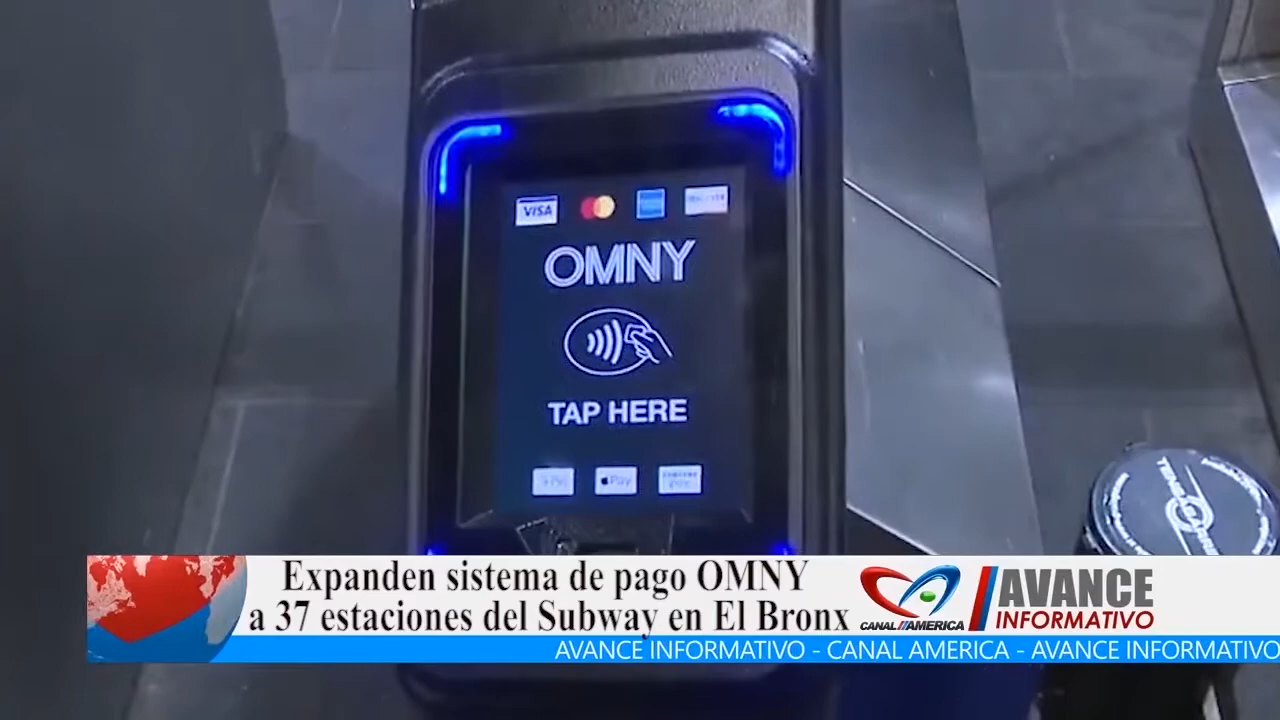 VISA
OMNY
TAP HERE
Pay
Expanden sistema de pago OMNY
a 37 estaciones del Subway en El Bronx
CANAL AMERICA
AVANCE
INFORMATIVO
AVANCE INFORMATIVO - CANAL AMERICA - AVANCE INFORMATIVO